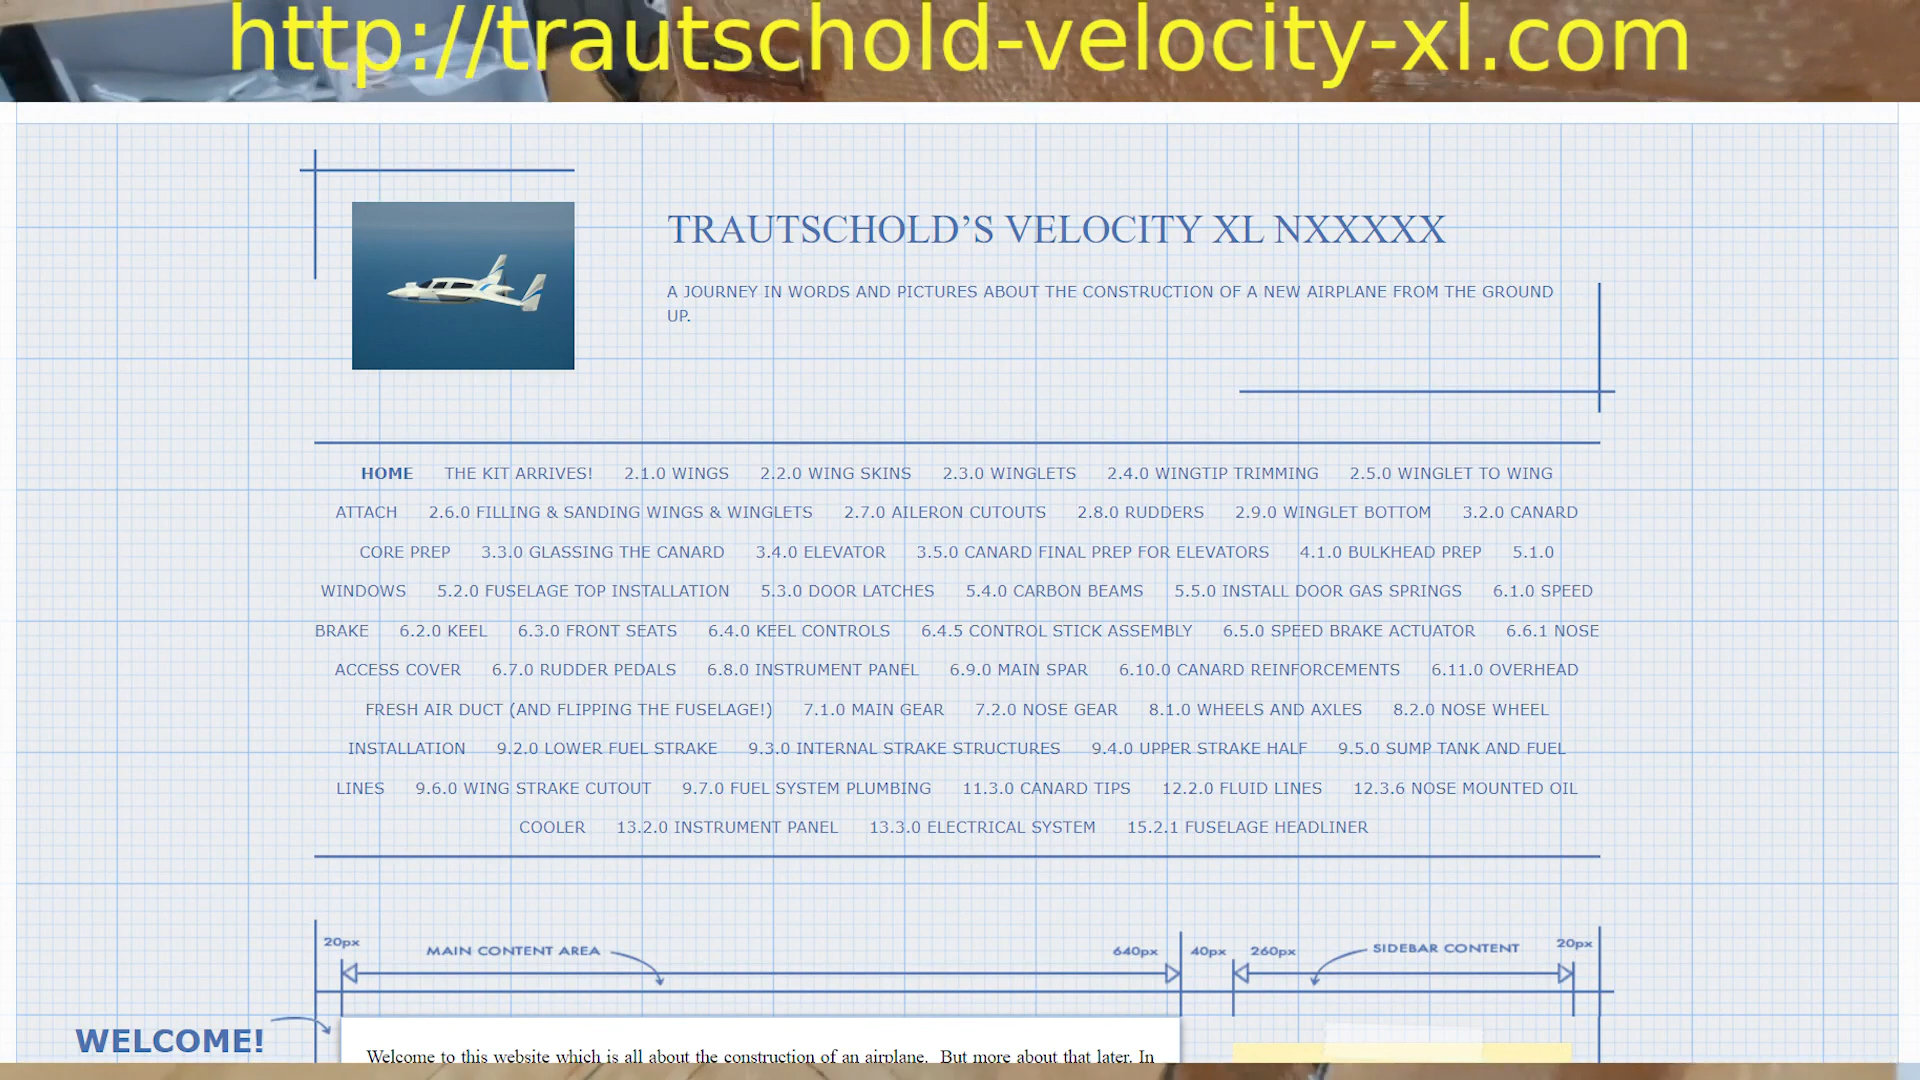 http://trautschold-velocity-xl.com
TRAUTSCHOLD’S VELOCITY XL NXXXXX
A JOURNEY IN WORDS AND PICTURES ABOUT THE CONSTRUCTION OF A NEW AIRPLANE FROM THE GROUND
UP.
HOME THE KIT ARRIVES! 2.1.0 WINGS 2.2.0 WING SKINS 2.3.0 WINGLETS 2.4.0 WINGTIP TRIMMING 2.5.0 WINGLET TO WING
ATTACH 2.6.0 FILLING & SANDING WINGS & WINGLETS 2.7.0 AILERON CUTOUTS 2.8.0 RUDDERS 2.9.0 WINGLET BOTTOM 3.2.0 CANARD
CORE PREP 3.3.0 GLASSING THE CANARD 3.4.0 ELEVATOR 3.5.0 CANARD FINAL PREP FOR ELEVATORS 4.1.0 BULKHEAD PREP 5.1.0
WINDOWS 5.2.0 FUSELAGE TOP INSTALLATION 5.3.0 DOOR LATCHES 5.4.0 CARBON BEAMS 5.5.0 INSTALL DOOR GAS SPRINGS 6.1.0 SPEED
BRAKE 6.2.0 KEEL 6.3.0 FRONT SEATS 6.4.0 KEEL CONTROLS 6.4.5 CONTROL STICK ASSEMBLY 6.5.0 SPEED BRAKE ACTUATOR 6.6.1 NOSE
ACCESS COVER 6.7.0 RUDDER PEDALS 6.8.0 INSTRUMENT PANEL 6.9.0 MAIN SPAR 6.10.0 CANARD REINFORCEMENTS 6.11.0 OVERHEAD
FRESH AIR DUCT (AND FLIPPING THE FUSELAGE!) 7.1.0 MAIN GEAR 7.2.0 NOSE GEAR 8.1.0 WHEELS AND AXLES 8.2.0 NOSE WHEEL
INSTALLATION 9.2.0 LOWER FUEL STRAKE 9.3.0 INTERNAL STRAKE STRUCTURES 9.4.0 UPPER STRAKE HALF 9.5.0 SUMP TANK AND FUEL
LINES 9.6.0 WING STRAKE CUTOUT 9.7.0 FUEL SYSTEM PLUMBING 11.3.0 CANARD TIPS 12.2.0 FLUID LINES 12.3.6 NOSE MOUNTED OIL
COOLER 13.2.0 INSTRUMENT PANEL 13.3.0 ELECTRICAL SYSTEM 15.2.1 FUSELAGE HEADLINER
20px MAIN CONTENT AREA 640px 40px 260px SIDEBAR CONTENT 20px
WELCOME!
Welcome to this website which is all about the construction of an airplane. But more about that later. In